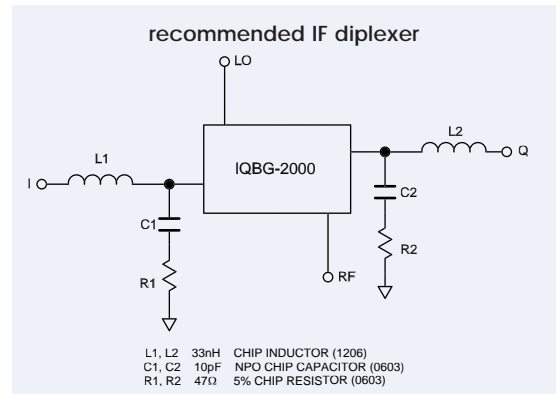 recommended IF diplexer
LO
L2
L1
IQBG-2000
Q
I
C1
C2
R1
R2
RF
L1, L2 33nH CHIP INDUCTOR (1206)
C1, C2 10pF NPO CHIP CAPACITOR (0603)
R1, R2 47Ω 5% CHIP RESISTOR (0603)